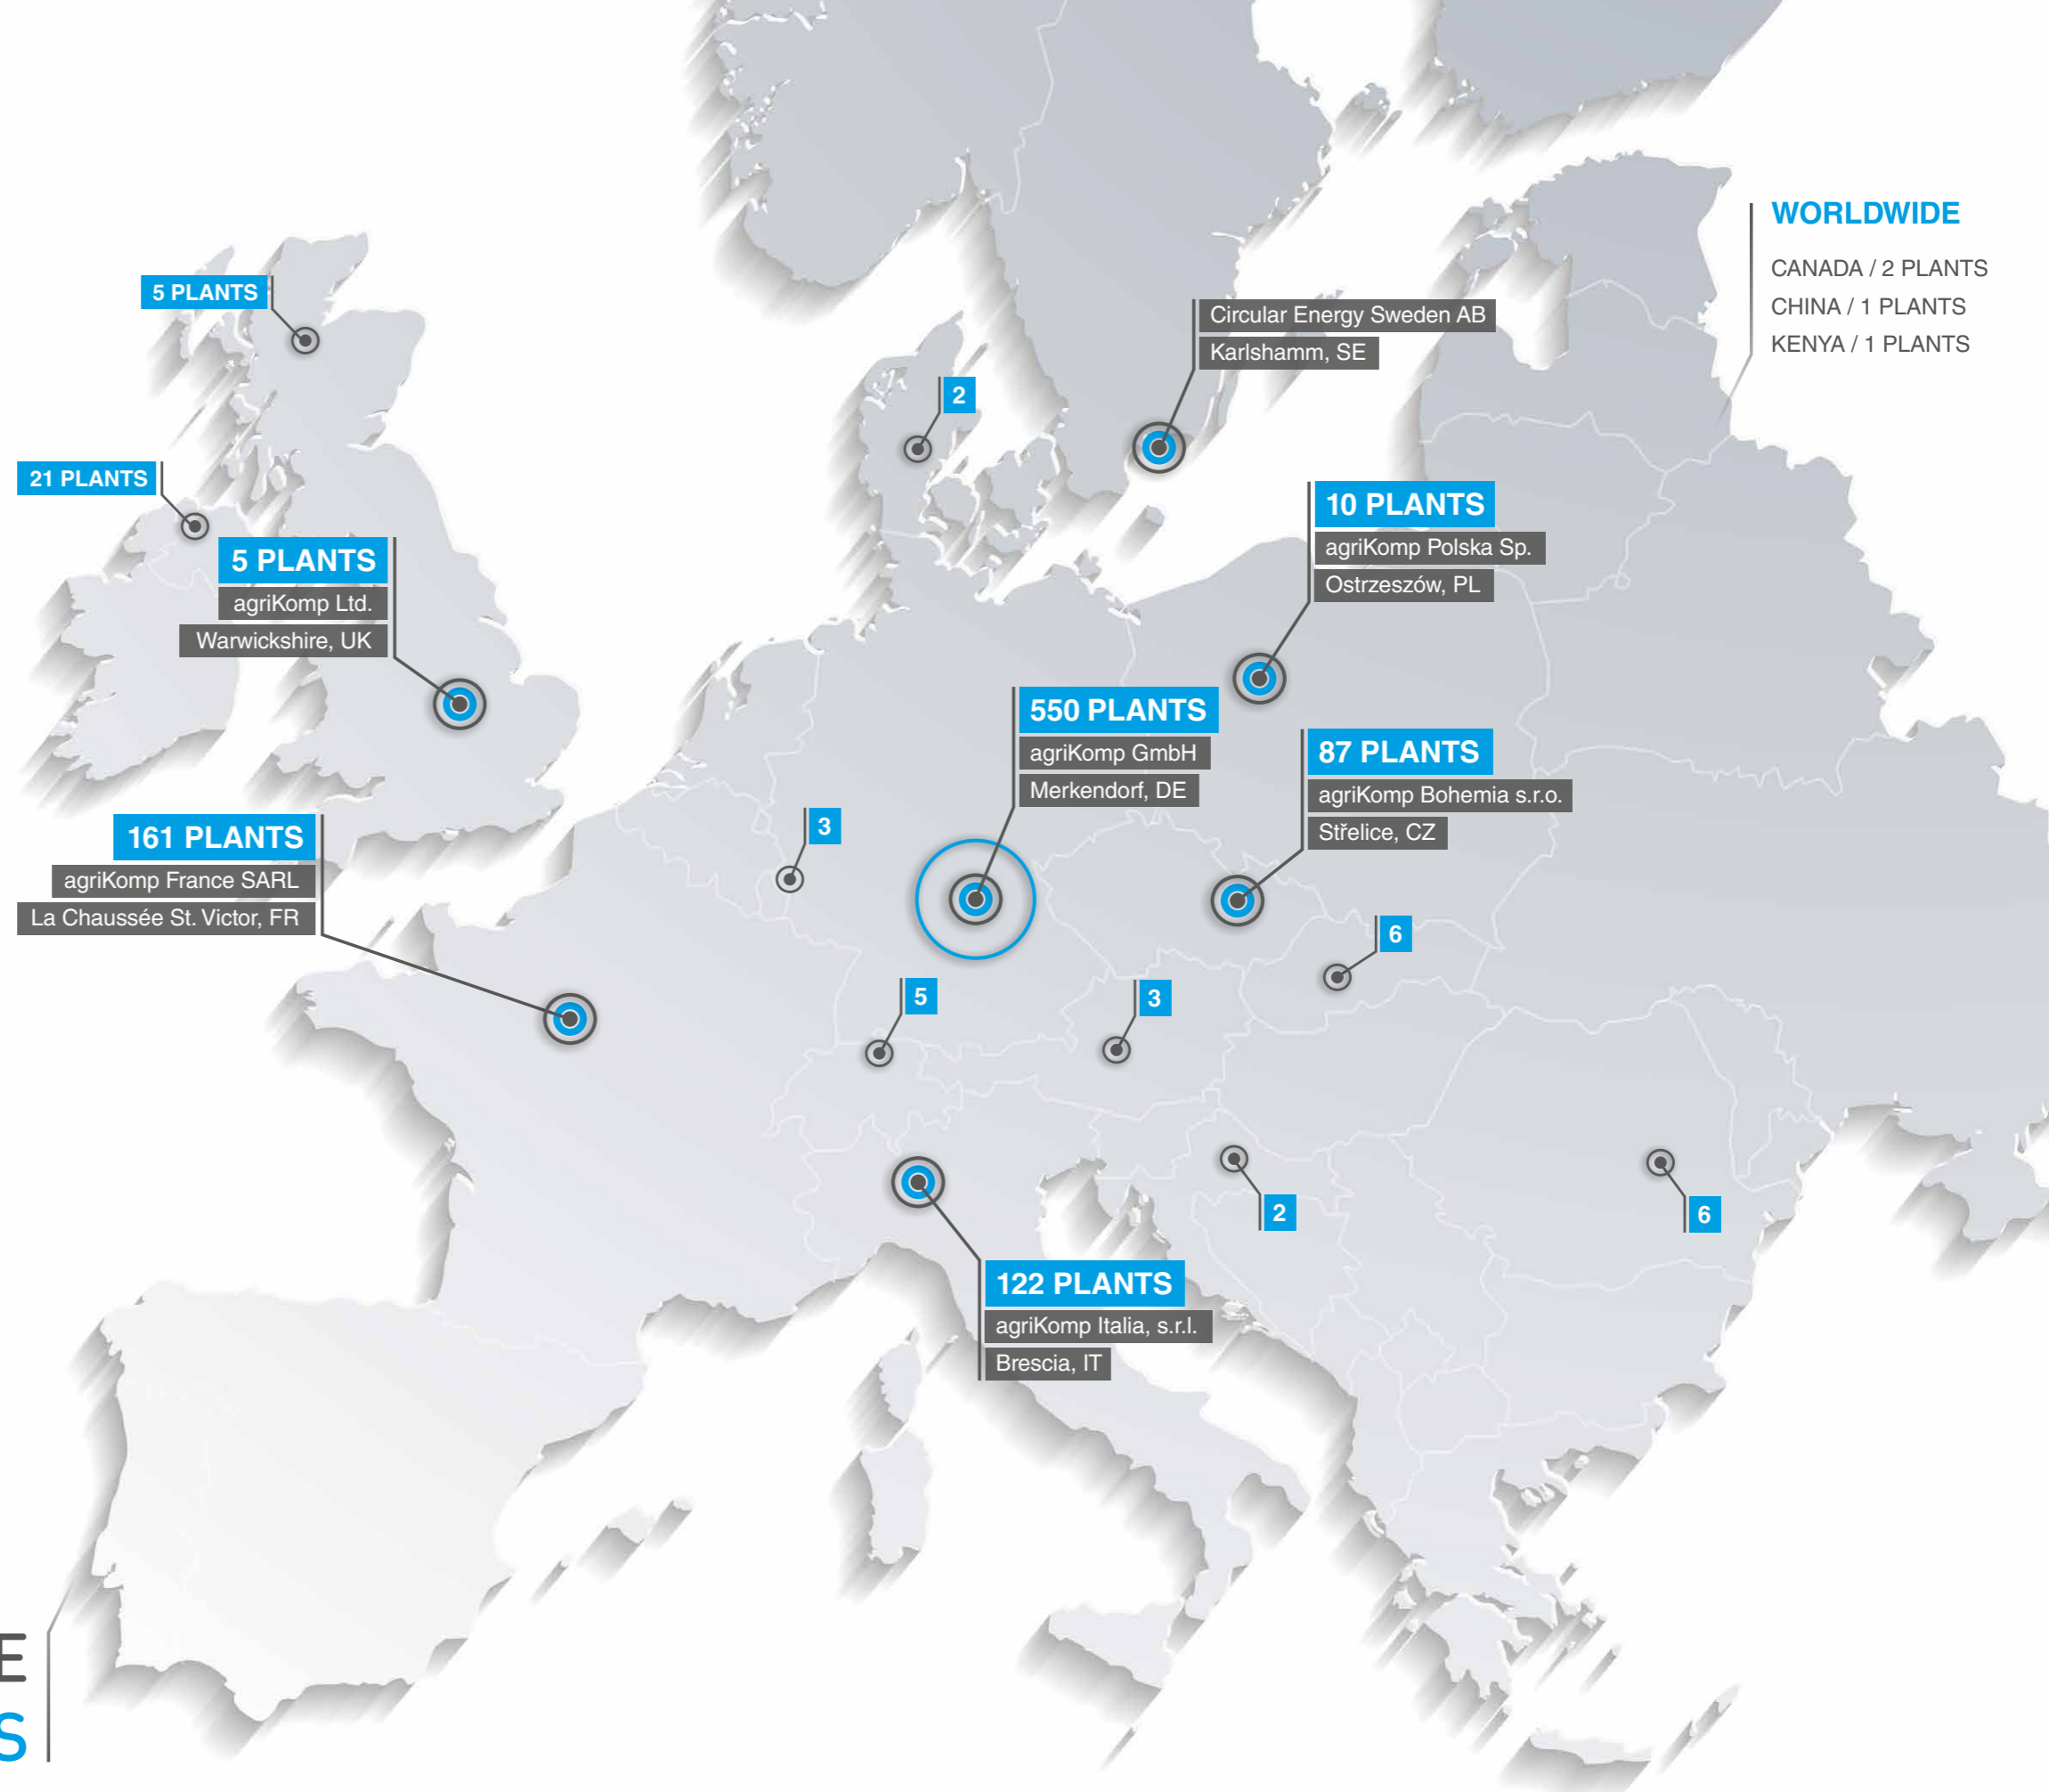 WORLDWIDE
CANADA / 2 PLANTS
CHINA / 1 PLANTS
KENYA / 1 PLANTS
5 PLANTS
Circular Energy Sweden AB
Karlshamm, SE
2
21 PLANTS
10 PLANTS
agriKomp Polska Sp.
Ostrzeszów, PL
5 PLANTS
agriKomp Ltd.
Warwickshire, UK
550 PLANTS
agriKomp GmbH
Merkendorf, DE
87 PLANTS
agriKomp Bohemia s.r.o.
Střelice, CZ
161 PLANTS
agriKomp France SARL
La Chaussée St. Victor, FR
3
6
5
3
2
6
122 PLANTS
agriKomp Italia, s.r.l.
Brescia, IT
E
S